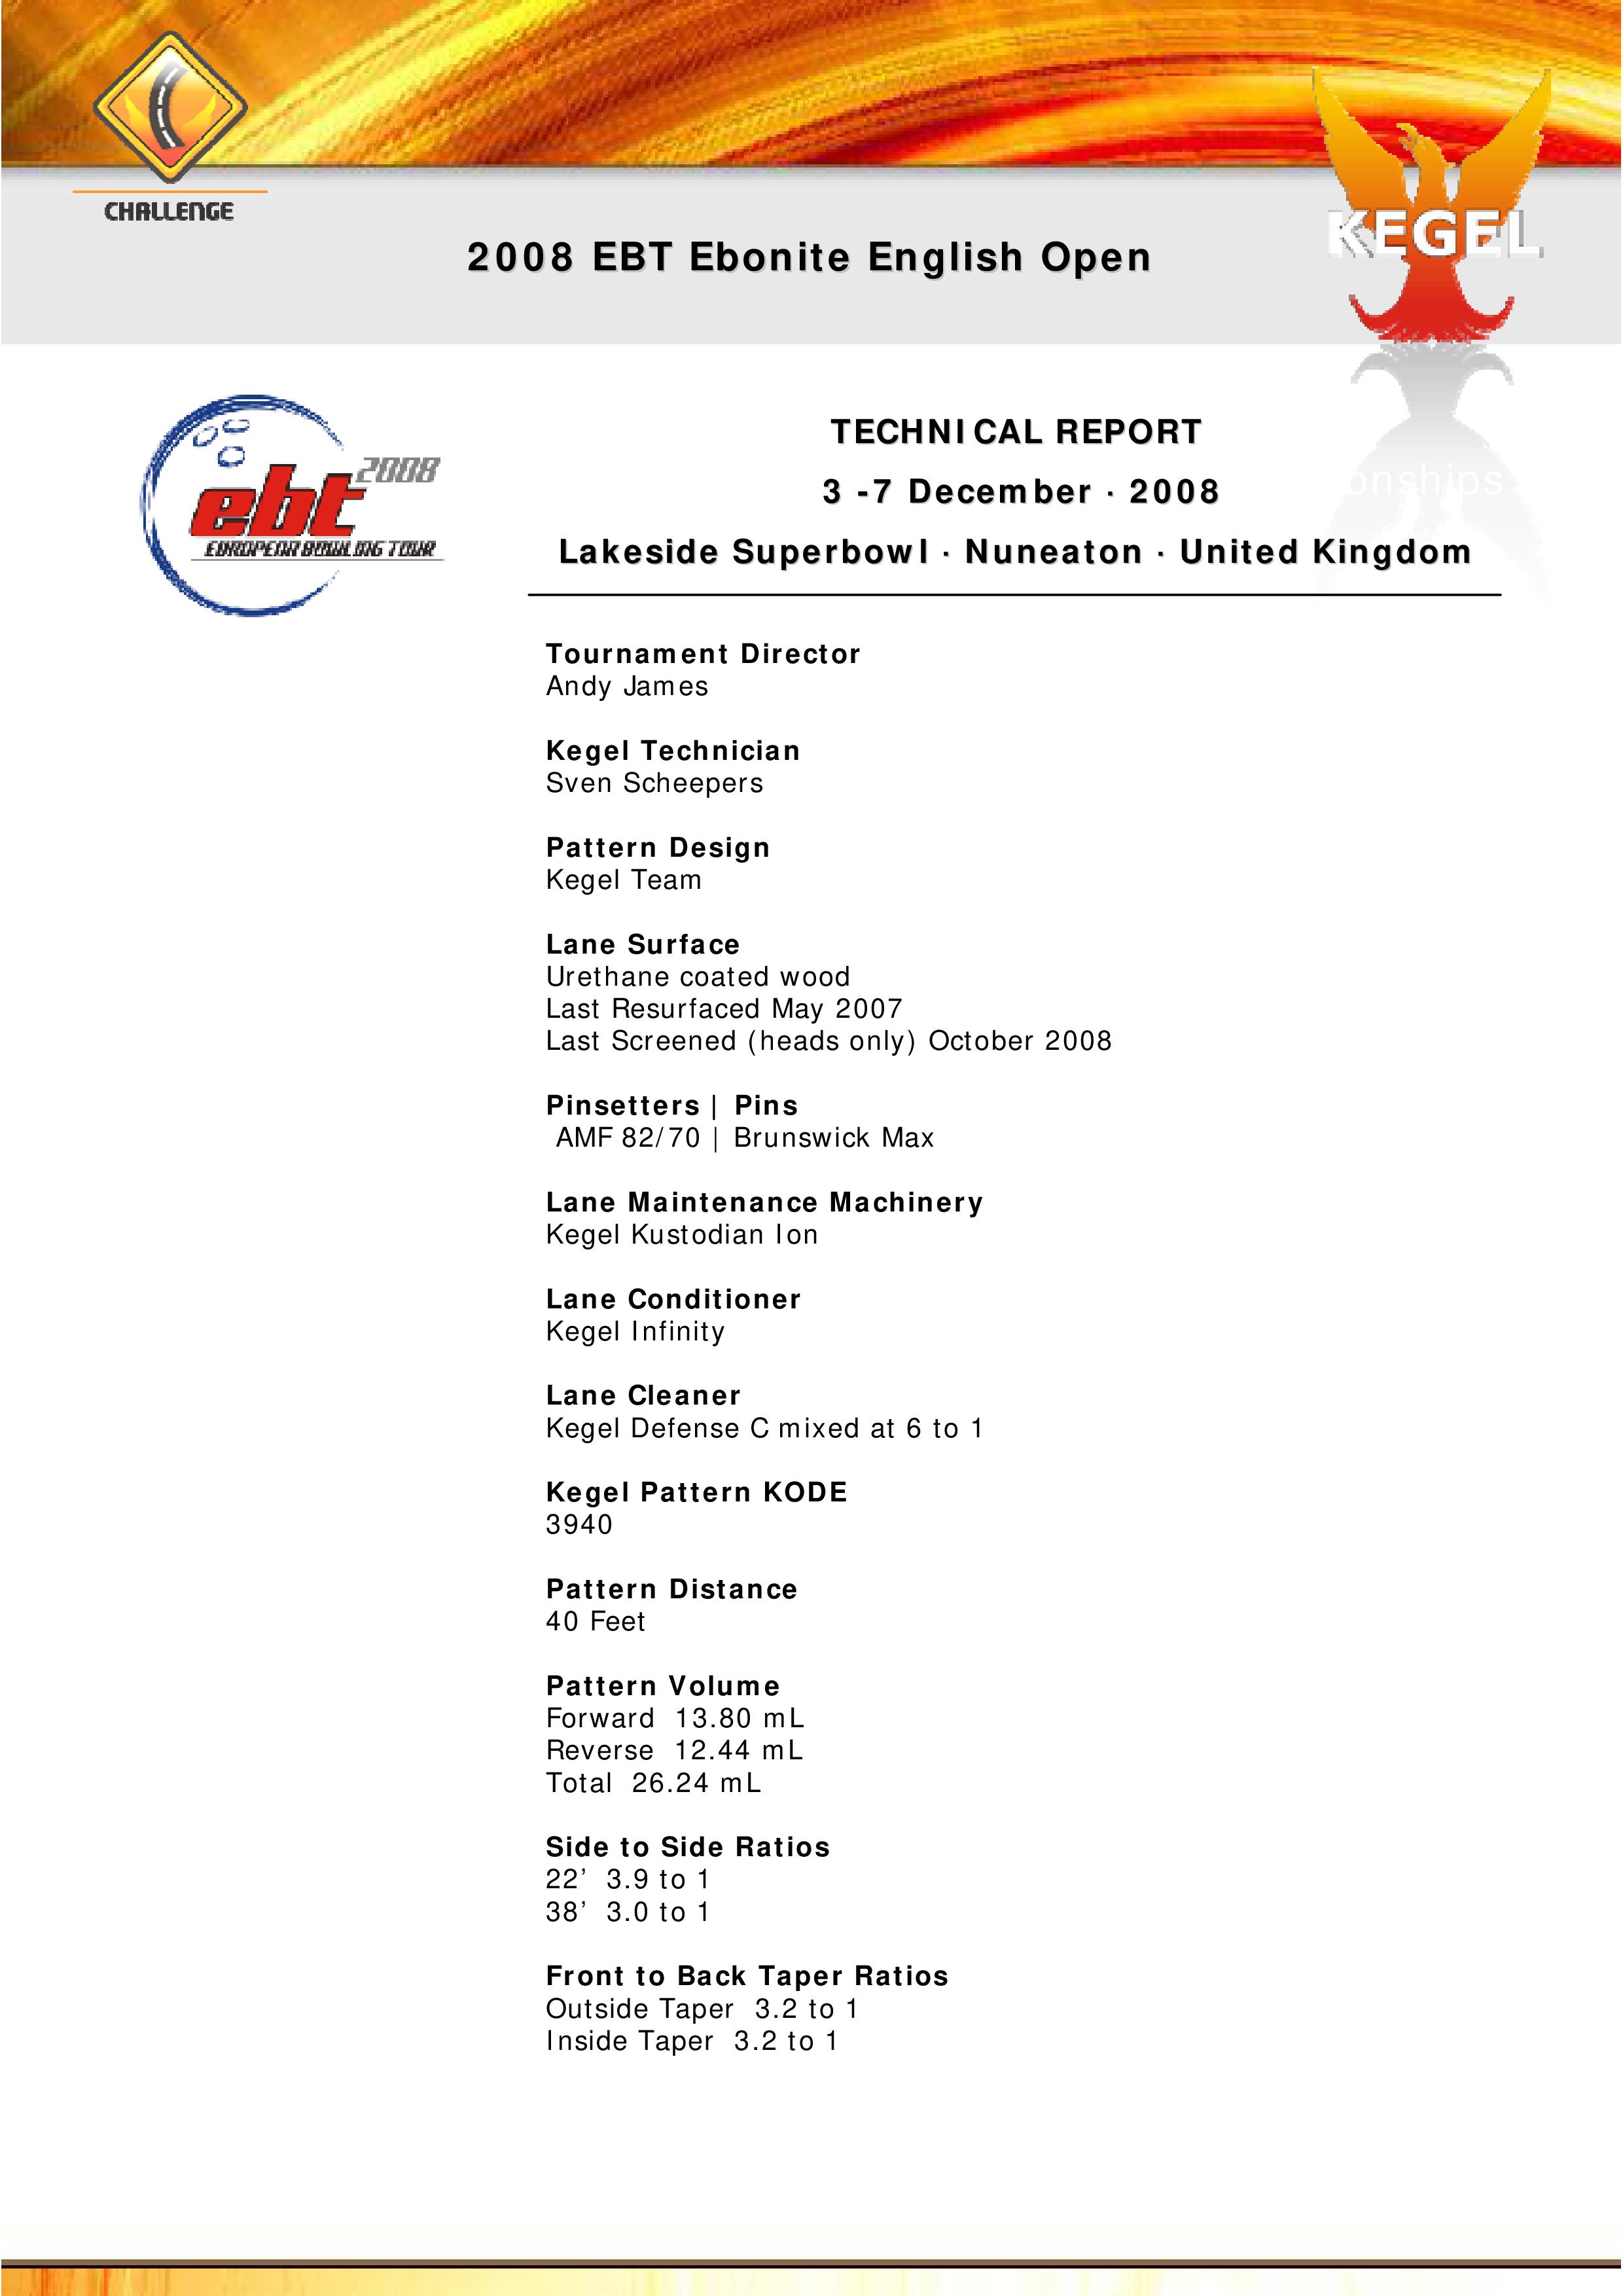 CHALLENGE
KEGEL
2008 EBT Ebonite English Open
ebt 2008
EUROPEAN BOWLING TOUR
TECHNICAL REPORT
3 -7 December · 2008
onships
Lakeside Superbowl · Nuneaton · United Kingdom
Tournament Director
Andy James
Kegel Technician
Sven Scheepers
Pattern Design
Kegel Team
Lane Surface
Urethane coated wood
Last Resurfaced May 2007
Last Screened (heads only) October 2008
Pinsetters | Pins
AMF 82/70 | Brunswick Max
Lane Maintenance Machinery
Kegel Kustodian Ion
Lane Conditioner
Kegel Infinity
Lane Cleaner
Kegel Defense C mixed at 6 to 1
Kegel Pattern KODE
3940
Pattern Distance
40 Feet
Pattern Volume
Forward 13.80 mL
Reverse 12.44 mL
Total 26.24 mL
Side to Side Ratios
22’ 3.9 to 1
38’ 3.0 to 1
Front to Back Taper Ratios
Outside Taper 3.2 to 1
Inside Taper 3.2 to 1